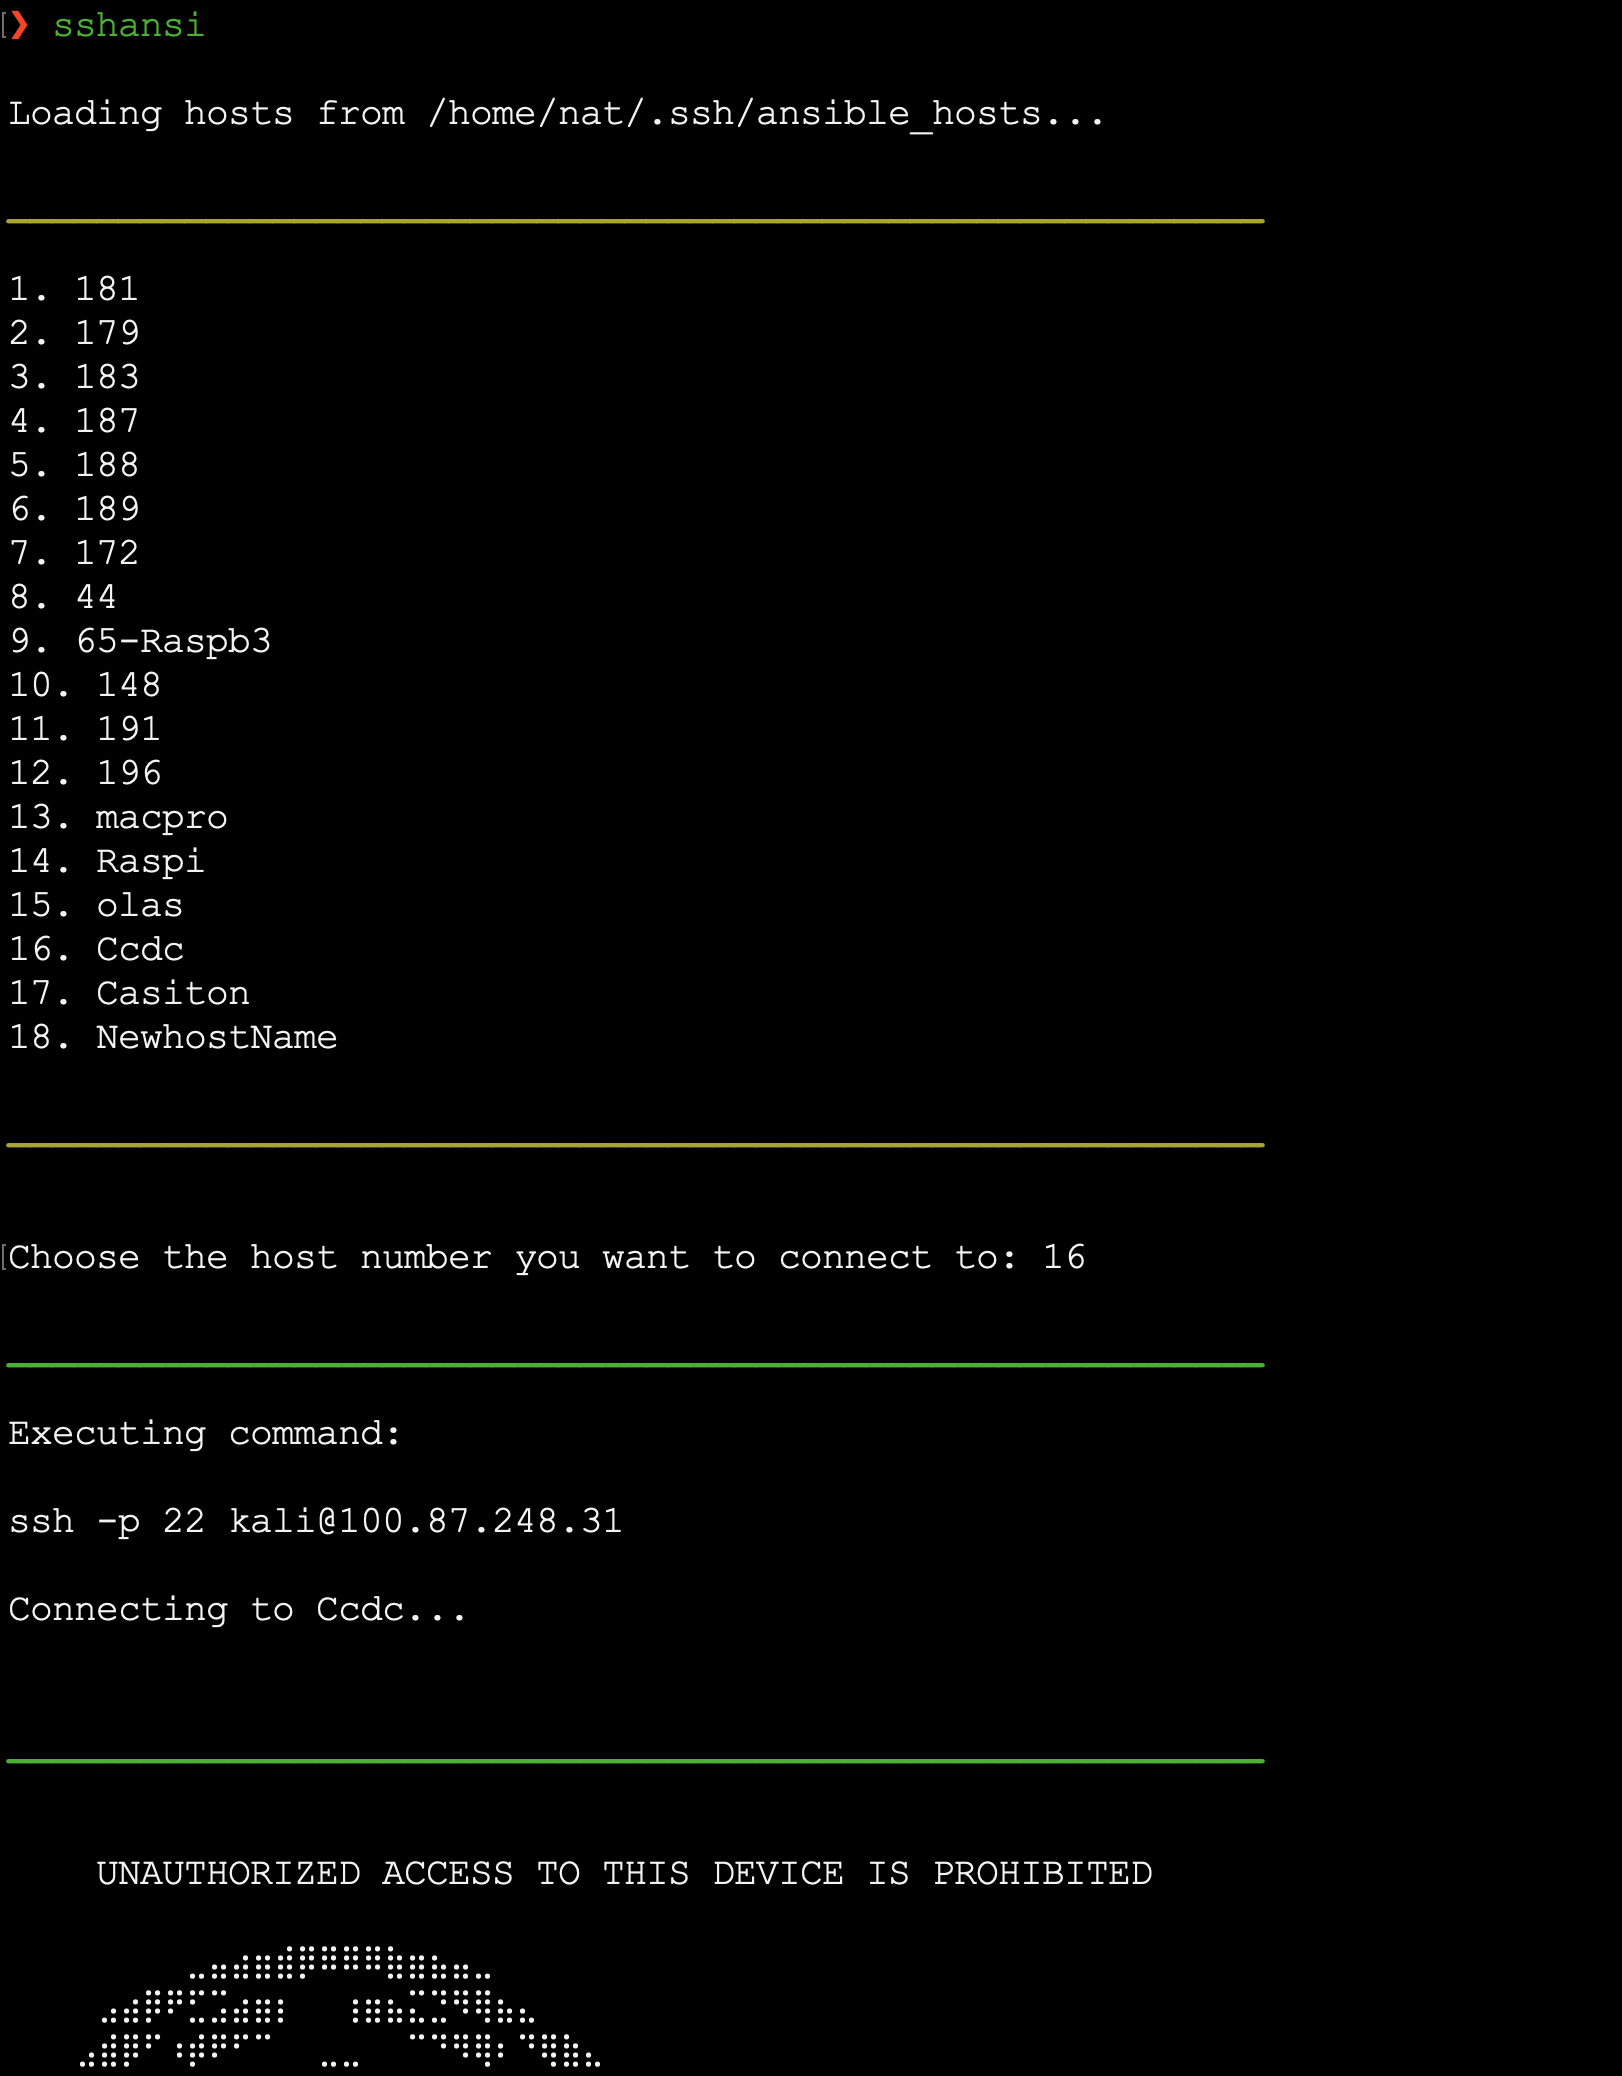 ❯ sshansi
Loading hosts from /home/nat/.ssh/ansible_hosts...
1. 181
2. 179
3. 183
4. 187
5. 188
6. 189
7. 172
8. 44
9. 65-Raspb3
10. 148
11. 191
12. 196
13. macpro
14. Raspi
15. olas
16. Ccdc
17. Casiton
18. NewhostName
Choose the host number you want to connect to: 16
Executing command:
ssh -p 22 kali@100.87.248.31
Connecting to Ccdc...
UNAUTHORIZED ACCESS TO THIS DEVICE IS PROHIBITED